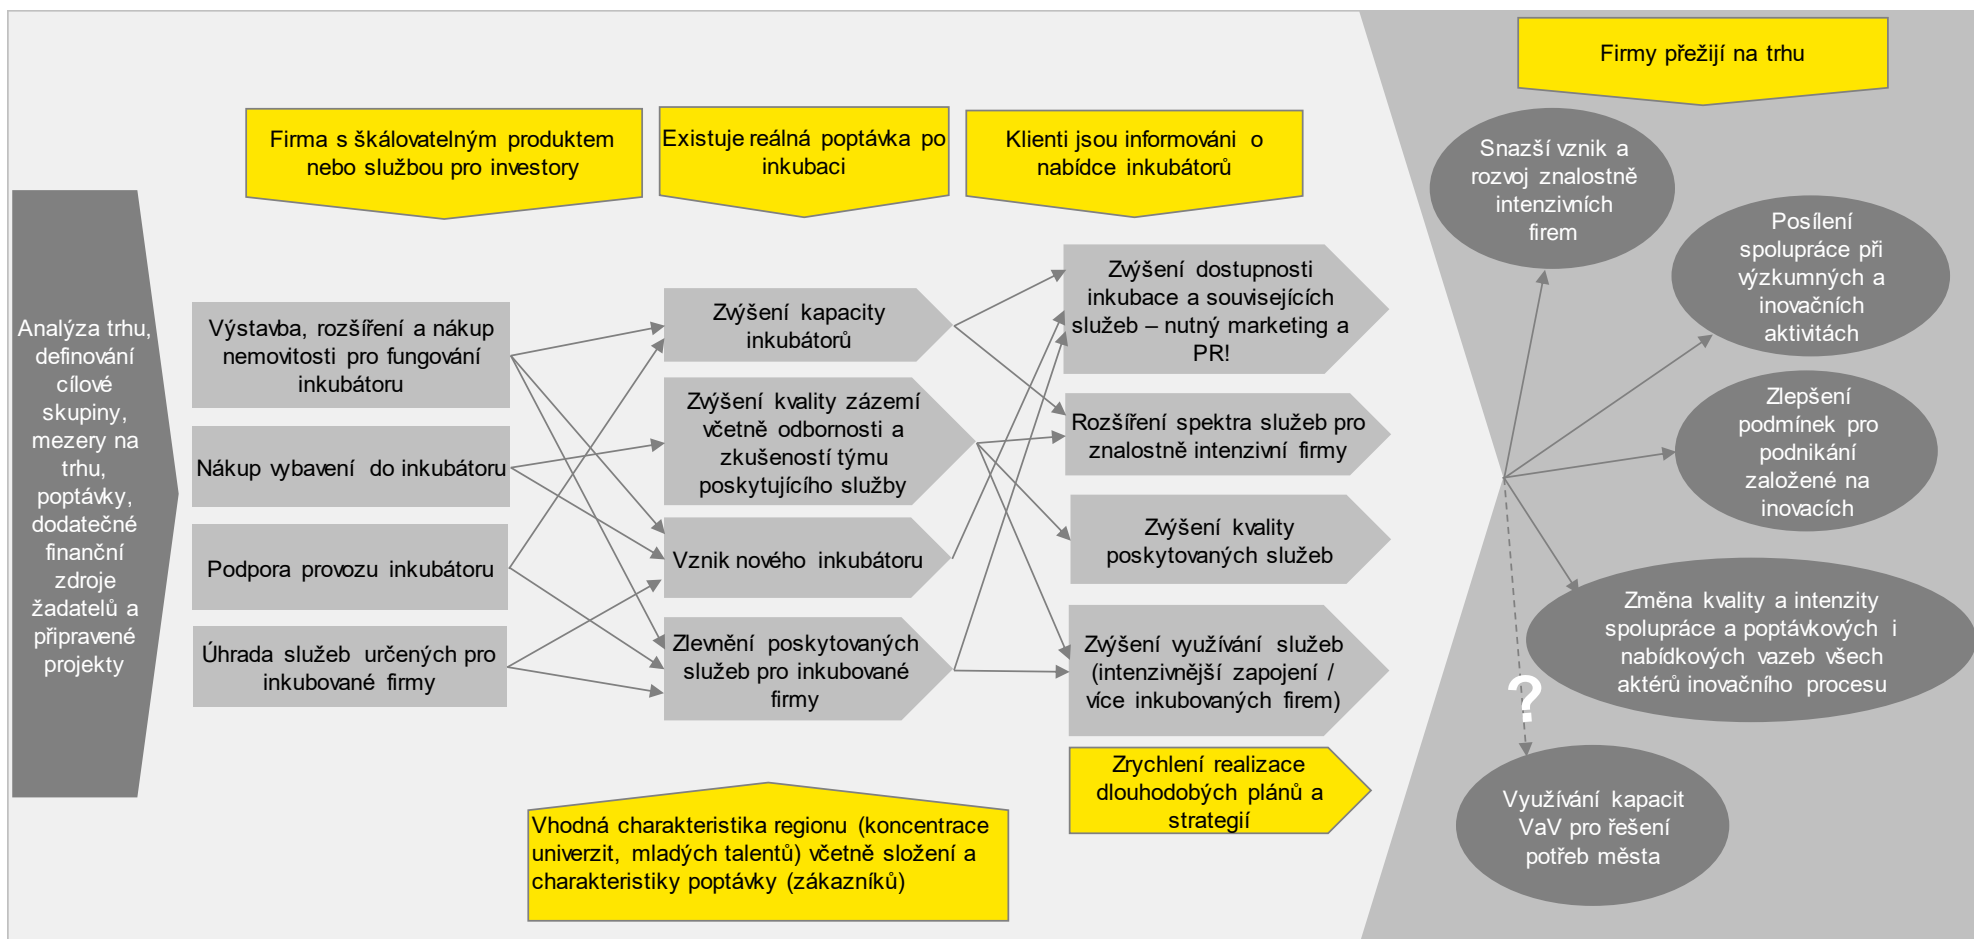 Firmy přežijí na trhu
Firma s škálovatelným produktem
nebo službou pro investory
Existuje reálná poptávka po
inkubaci
Klienti jsou informováni o
nabídce inkubátorů
Analýza trhu,
definování
cílové
skupiny,
mezery na
trhu,
poptávky,
dodatečné
finanční
zdroje
žadatelů a
připravené
projekty
Výstavba, rozšíření a nákup
nemovitosti pro fungování
inkubátoru
Nákup vybavení do inkubátoru
Podpora provozu inkubátoru
Úhrada služeb určených pro
inkubované firmy
Zvýšení kapacity
inkubátorů
Zvýšení kvality zázemí
včetně odbornosti a
zkušeností týmu
poskytujícího služby
Vznik nového inkubátoru
Zlevnění poskytovaných
služeb pro inkubované
firmy
Zvýšení dostupnosti
inkubace a souvisejících
služeb – nutný marketing a
PR!
Rozšíření spektra služeb pro
znalostně intenzivní firmy
Zvýšení kvality
poskytovaných služeb
Zvýšení využívání služeb
(intenzivnější zapojení /
více inkubovaných firem)
Zrychlení realizace
dlouhodobých plánů a
strategií
Vhodná charakteristika regionu (koncentrace
univerzit, mladých talentů) včetně složení a
charakteristiky poptávky (zákazníků)
Snazší vznik a
rozvoj znalostně
intenzivních
firem
Posílení
spolupráce při
výzkumných a
inovačních
aktivitách
Zlepšení
podmínek pro
podnikání
založené na
inovacích
Změna kvality a intenzity
spolupráce a poptávkových i
nabídkových vazeb všech
aktérů inovačního procesu
?
Využívání kapacit
VaV pro řešení
potřeb města